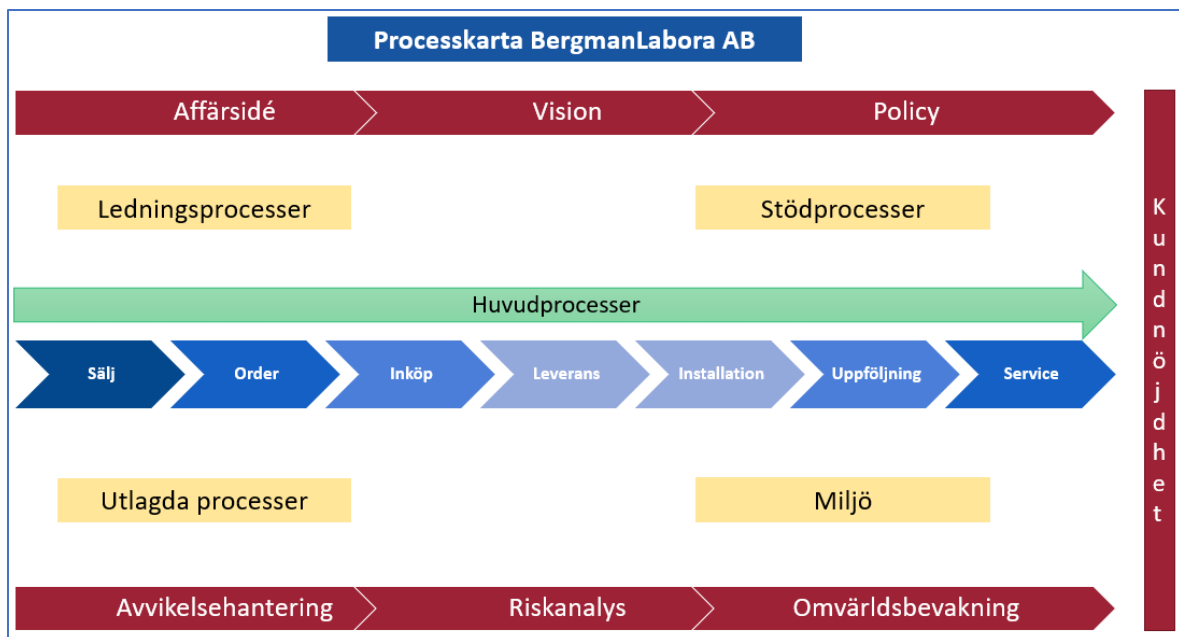 Processkarta BergmanLabora AB
Affärsidé
Vision
Policy
Ledningsprocesser
Stödprocesser
Huvudprocesser
Sälj
Order
Inköp
Leverans
Installation
Uppföljning
Service
Utlagda processer
Miljö
Avvikelsehantering
Riskanalys
Omvärldsbevakning
Kundnöjdhet